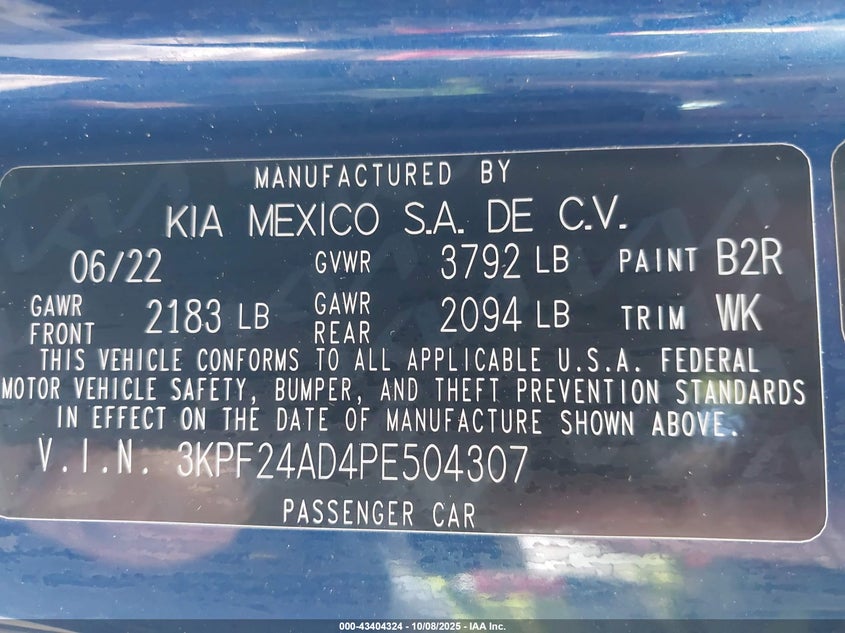 MANUFACTURED BY
KIA MEXICO S.A. DE C.V.
06/22 GVWR 3792 LB PAINT B2R
GAWR FRONT 2183 LB GAWR REAR 2094 LB TRIM WK
THIS VEHICLE CONFORMS TO ALL APPLICABLE U.S.A. FEDERAL
MOTOR VEHICLE SAFETY, BUMPER, AND THEFT PREVENTION STANDARDS
IN EFFECT ON THE DATE OF MANUFACTURE SHOWN ABOVE.
V.I.N. 3KPF24AD4PE504307
PASSENGER CAR
000-43404324 - 10/08/2025 - IAA Inc.